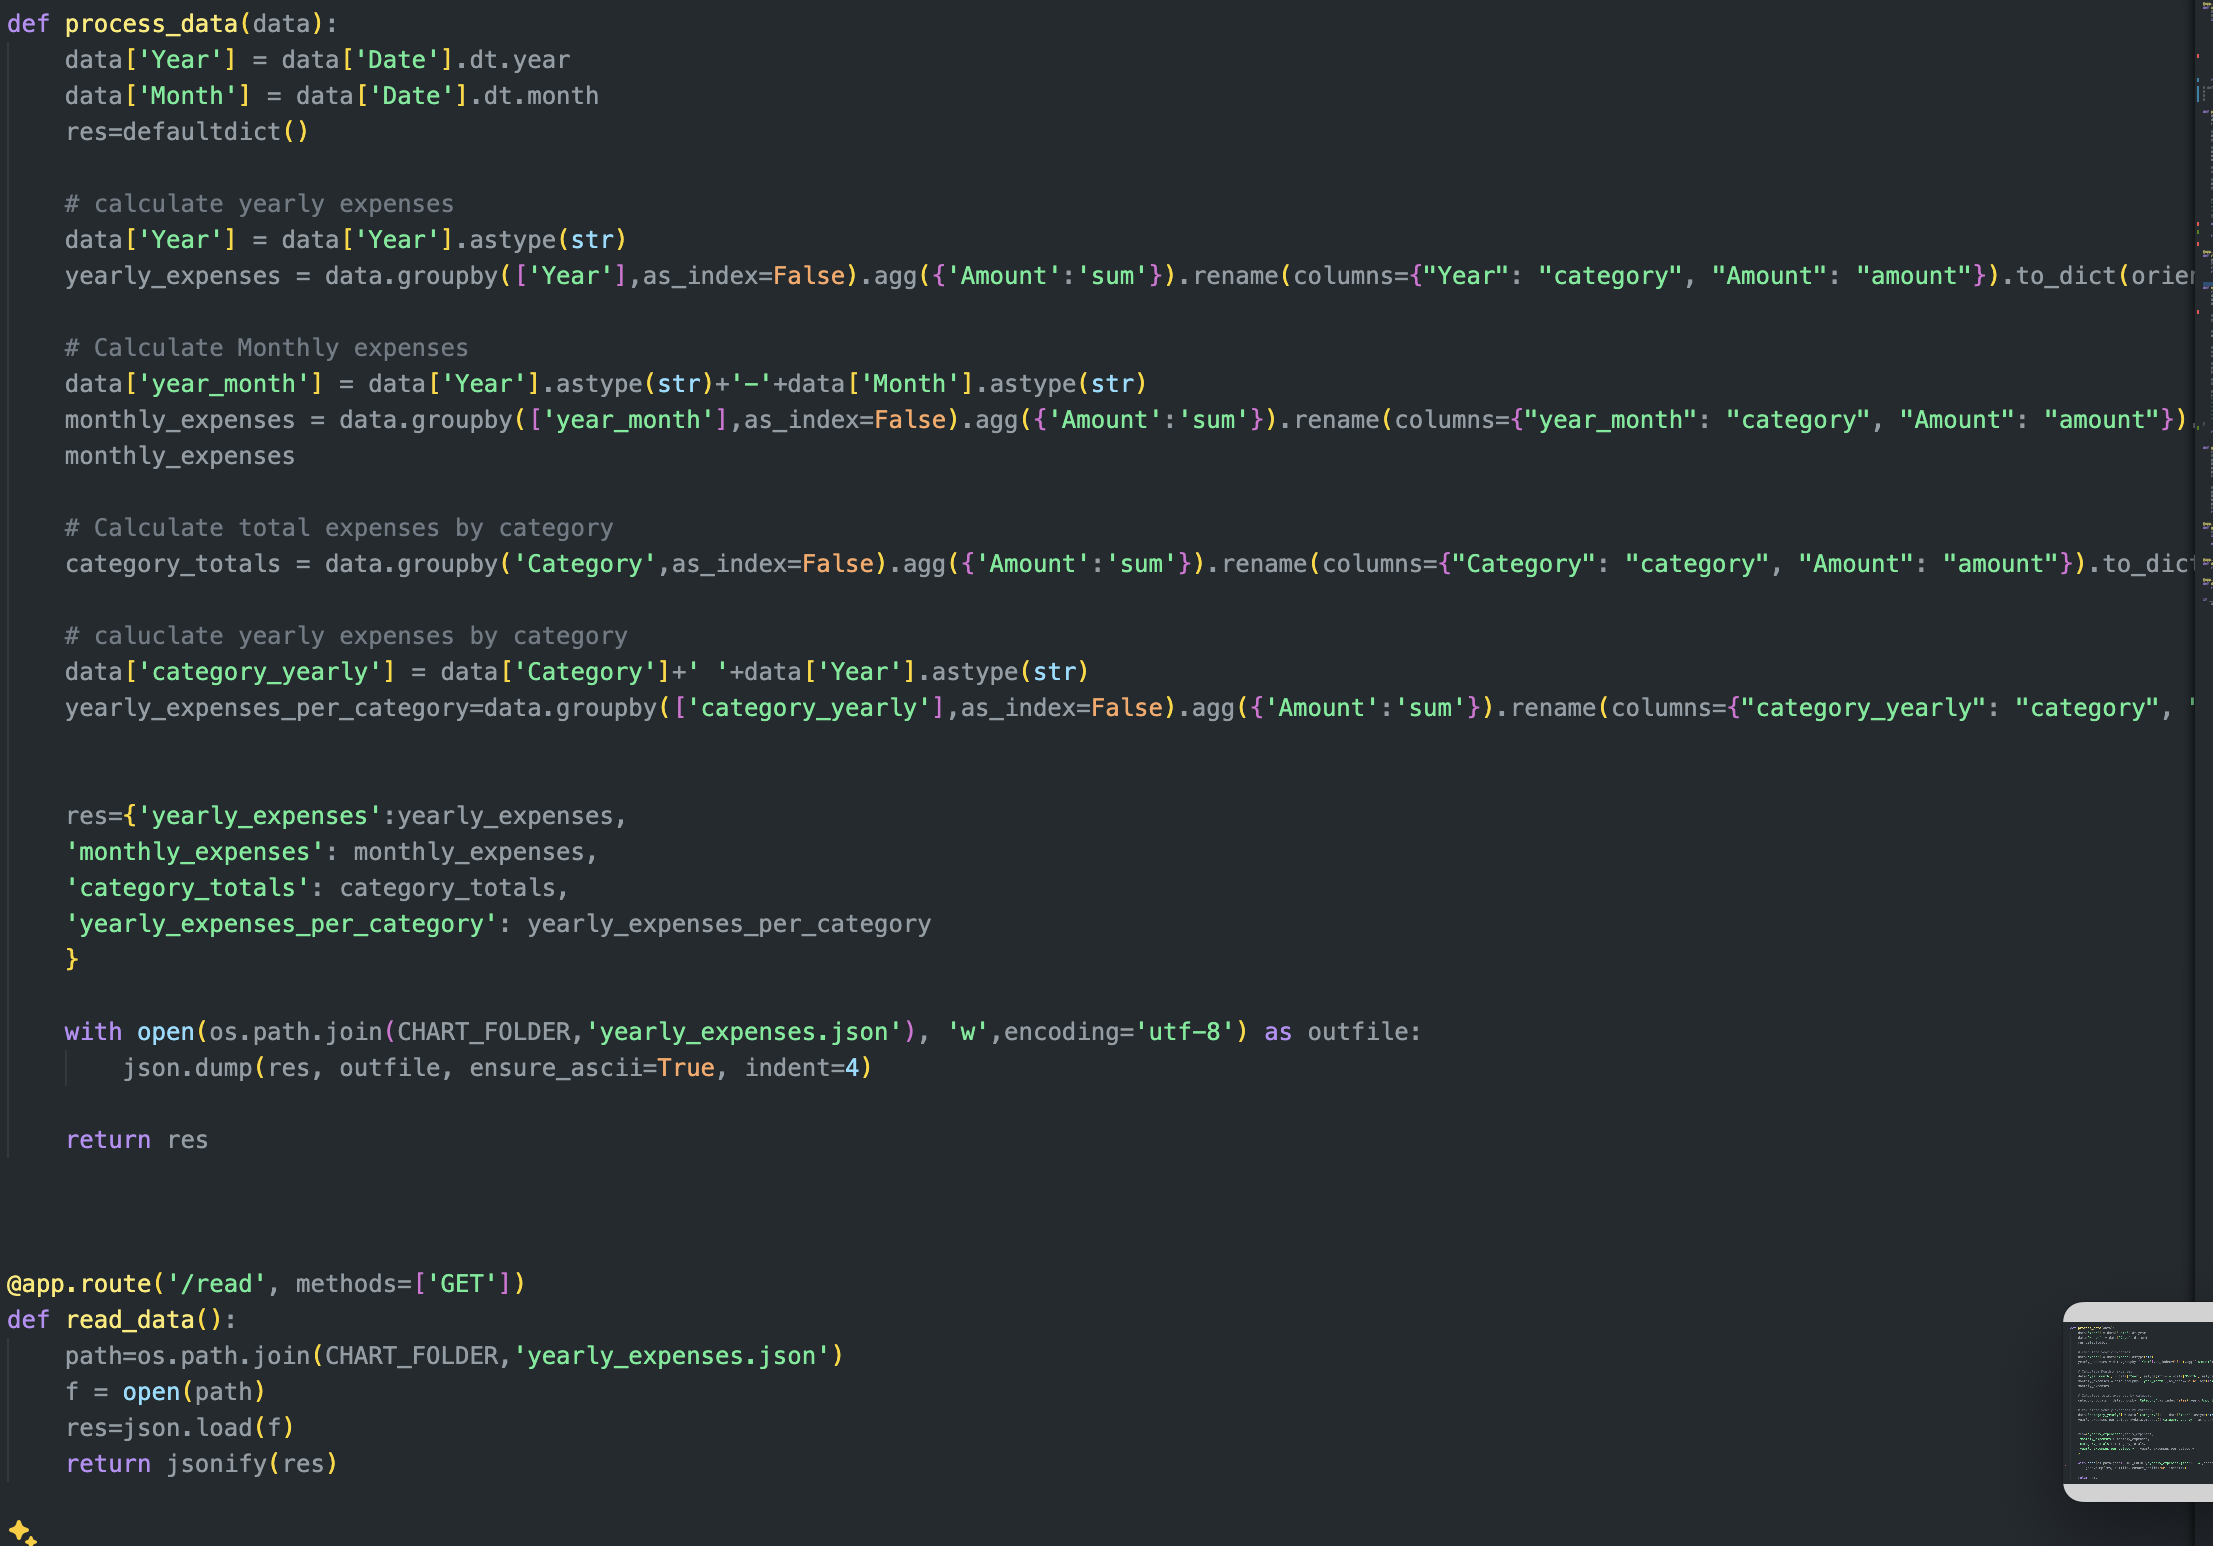 def process_data(data):
    data['Year'] = data['Date'].dt.year
    data['Month'] = data['Date'].dt.month
    res=defaultdict()
    # calculate yearly expenses
    data['Year'] = data['Year'].astype(str)
    yearly_expenses = data.groupby(['Year'],as_index=False).agg({'Amount':'sum'}).rename(columns={"Year": "category", "Amount": "amount"}).to_dict(orien
    # Calculate Monthly expenses
    data['year_month'] = data['Year'].astype(str)+'-'+data['Month'].astype(str)
    monthly_expenses = data.groupby(['year_month'],as_index=False).agg({'Amount':'sum'}).rename(columns={"year_month": "category", "Amount": "amount"}).
    monthly_expenses
    # Calculate total expenses by category
    category_totals = data.groupby('Category',as_index=False).agg({'Amount':'sum'}).rename(columns={"Category": "category", "Amount": "amount"}).to_dict
    # caluclate yearly expenses by category
    data['category_yearly'] = data['Category']+' '+data['Year'].astype(str)
    yearly_expenses_per_category=data.groupby(['category_yearly'],as_index=False).agg({'Amount':'sum'}).rename(columns={"category_yearly": "category", "
    res={'yearly_expenses':yearly_expenses,
    'monthly_expenses': monthly_expenses,
    'category_totals': category_totals,
    'yearly_expenses_per_category': yearly_expenses_per_category
    }
    with open(os.path.join(CHART_FOLDER,'yearly_expenses.json'), 'w',encoding='utf-8') as outfile:
        json.dump(res, outfile, ensure_ascii=True, indent=4)
    return res
@app.route('/read', methods=['GET'])
def read_data():
    path=os.path.join(CHART_FOLDER,'yearly_expenses.json')
    f = open(path)
    res=json.load(f)
    return jsonify(res)